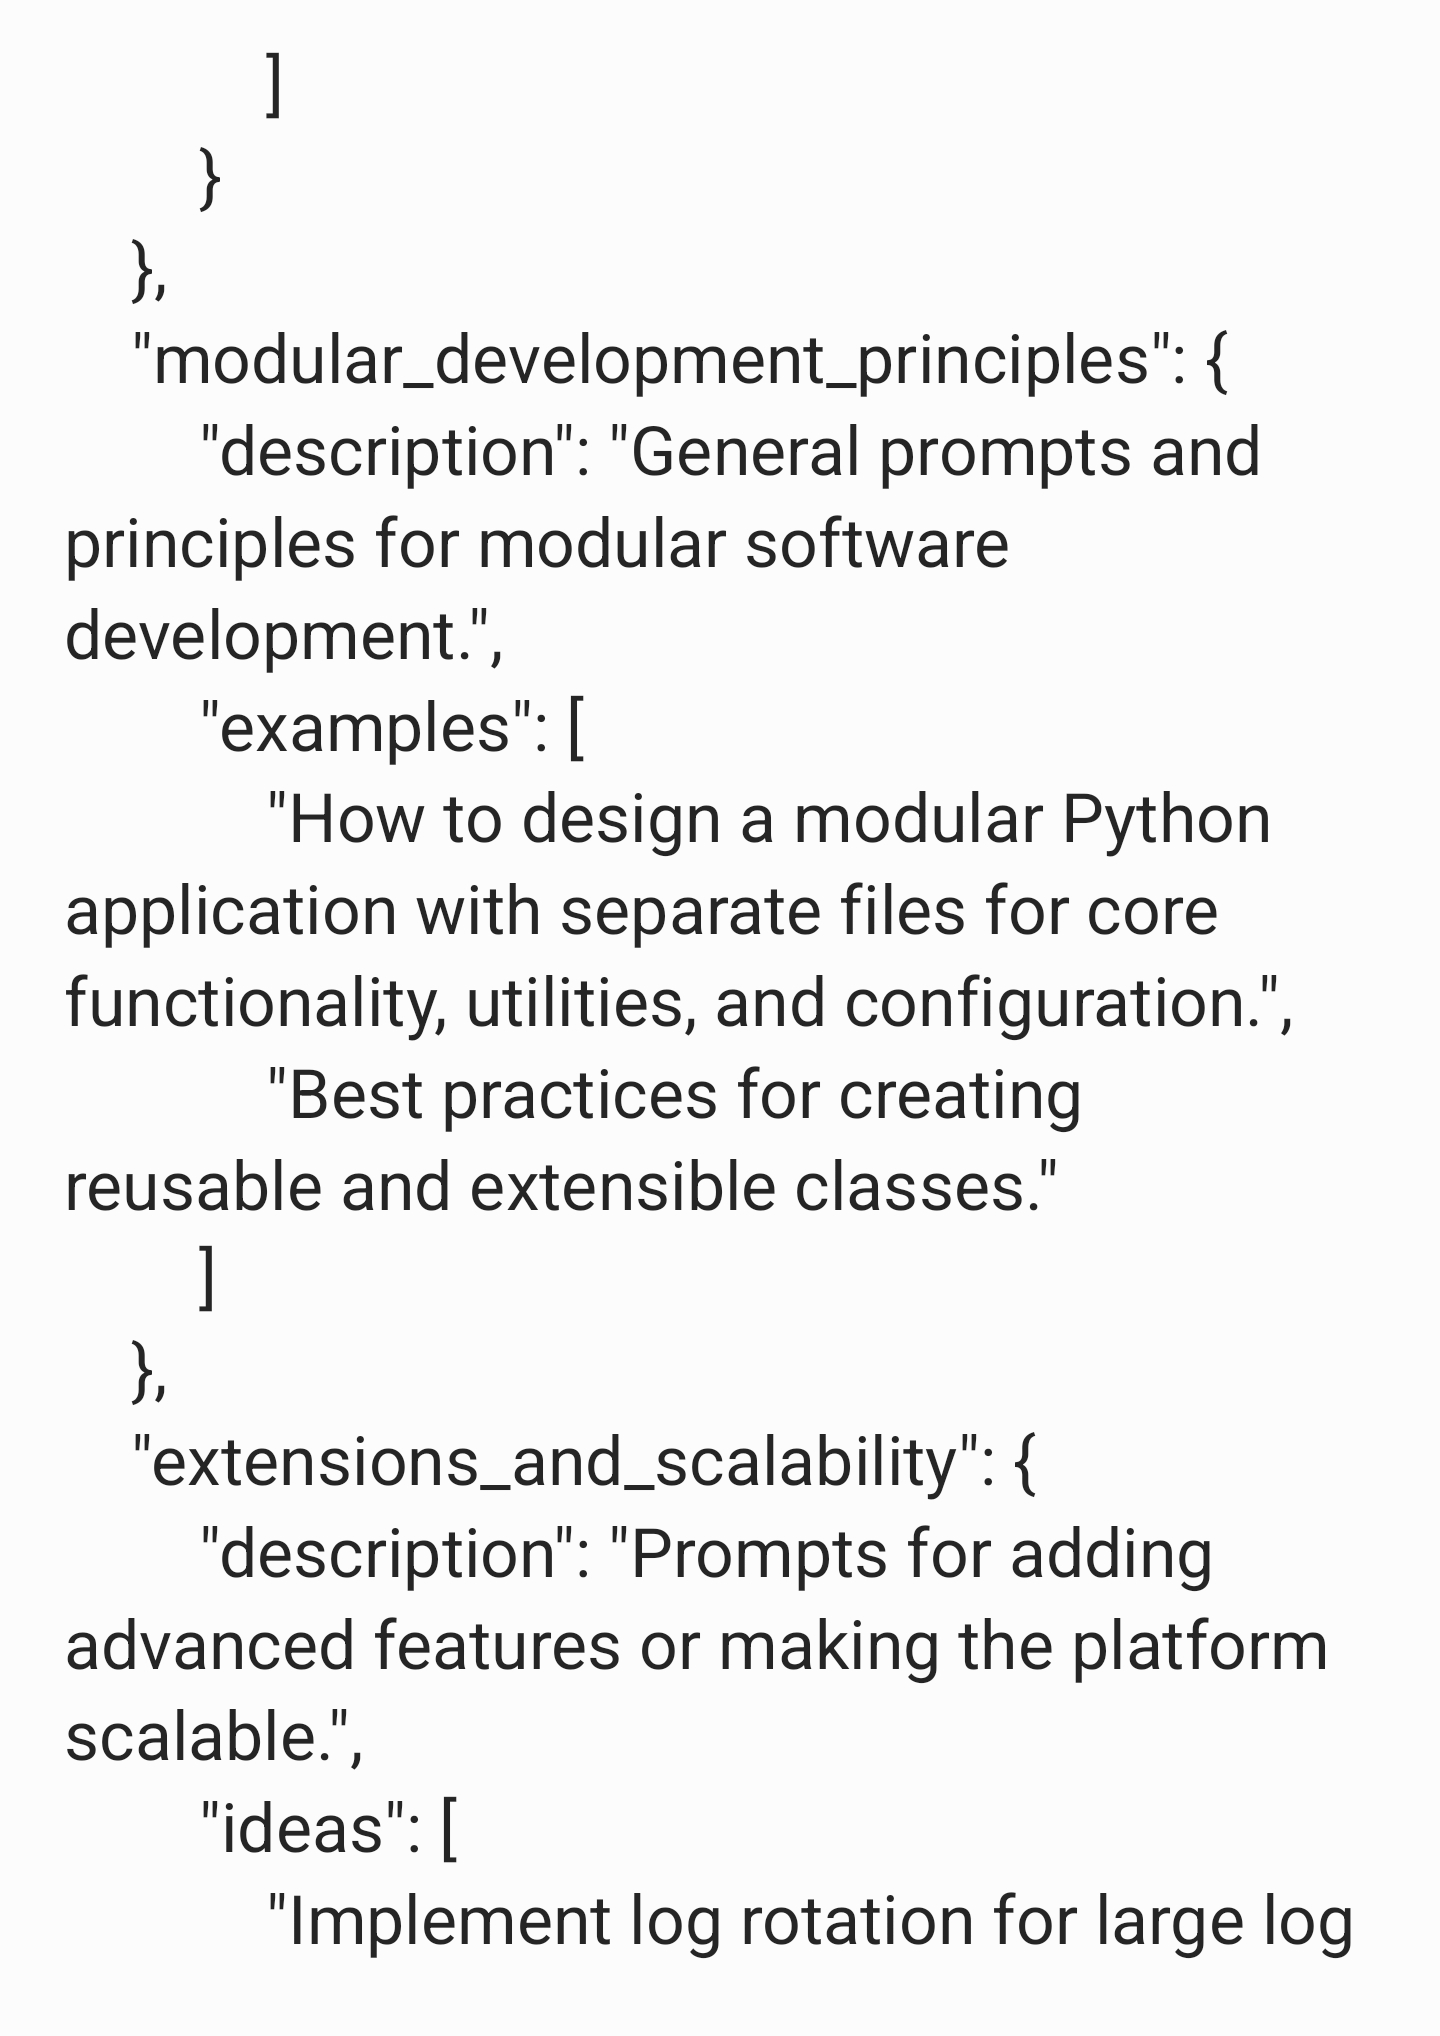 ]
}
},
"modular_development_principles": {
"description": "General prompts and
principles for modular software
development.",
"examples": [
"How to design a modular Python
application with separate files for core
functionality, utilities, and configuration.",
"Best practices for creating
reusable and extensible classes."
]
},
"extensions_and_scalability": {
"description": "Prompts for adding
advanced features or making the platform
scalable.",
"ideas": [
"Implement log rotation for large log